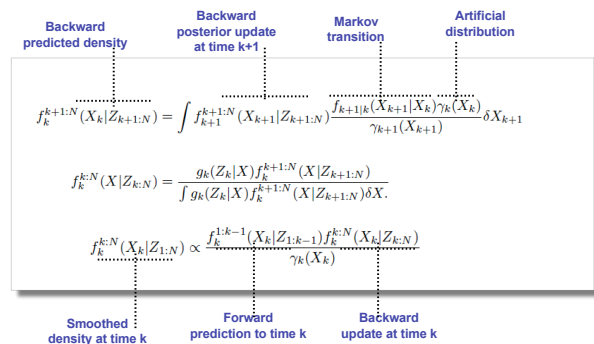 Backward predicted density
Backward posterior update at time k+1
Markov transition
Artificial distribution
f_k^{k+1:N}(X_k|Z_{k+1:N}) = ∫ f_{k+1}^{k+1:N}(X_{k+1}|Z_{k+1:N}) \frac{f_{k+1|k}(X_{k+1}|X_k)γ_k(X_k)}{γ_{k+1}(X_{k+1})} δX_{k+1}
f_k^{k:N}(X|Z_{k:N}) = \frac{g_k(Z_k|X)f_k^{k+1:N}(X|Z_{k+1:N})}{∫ g_k(Z_k|X)f_k^{k+1:N}(X|Z_{k+1:N})δX.}
f_k^{k:N}(X_k|Z_{1:N}) ∝ \frac{f_k^{1:k-1}(X_k|Z_{1:k-1})f_k^{k:N}(X_k|Z_{k:N})}{γ_k(X_k)}
Smoothed density at time k
Forward prediction to time k
Backward update at time k